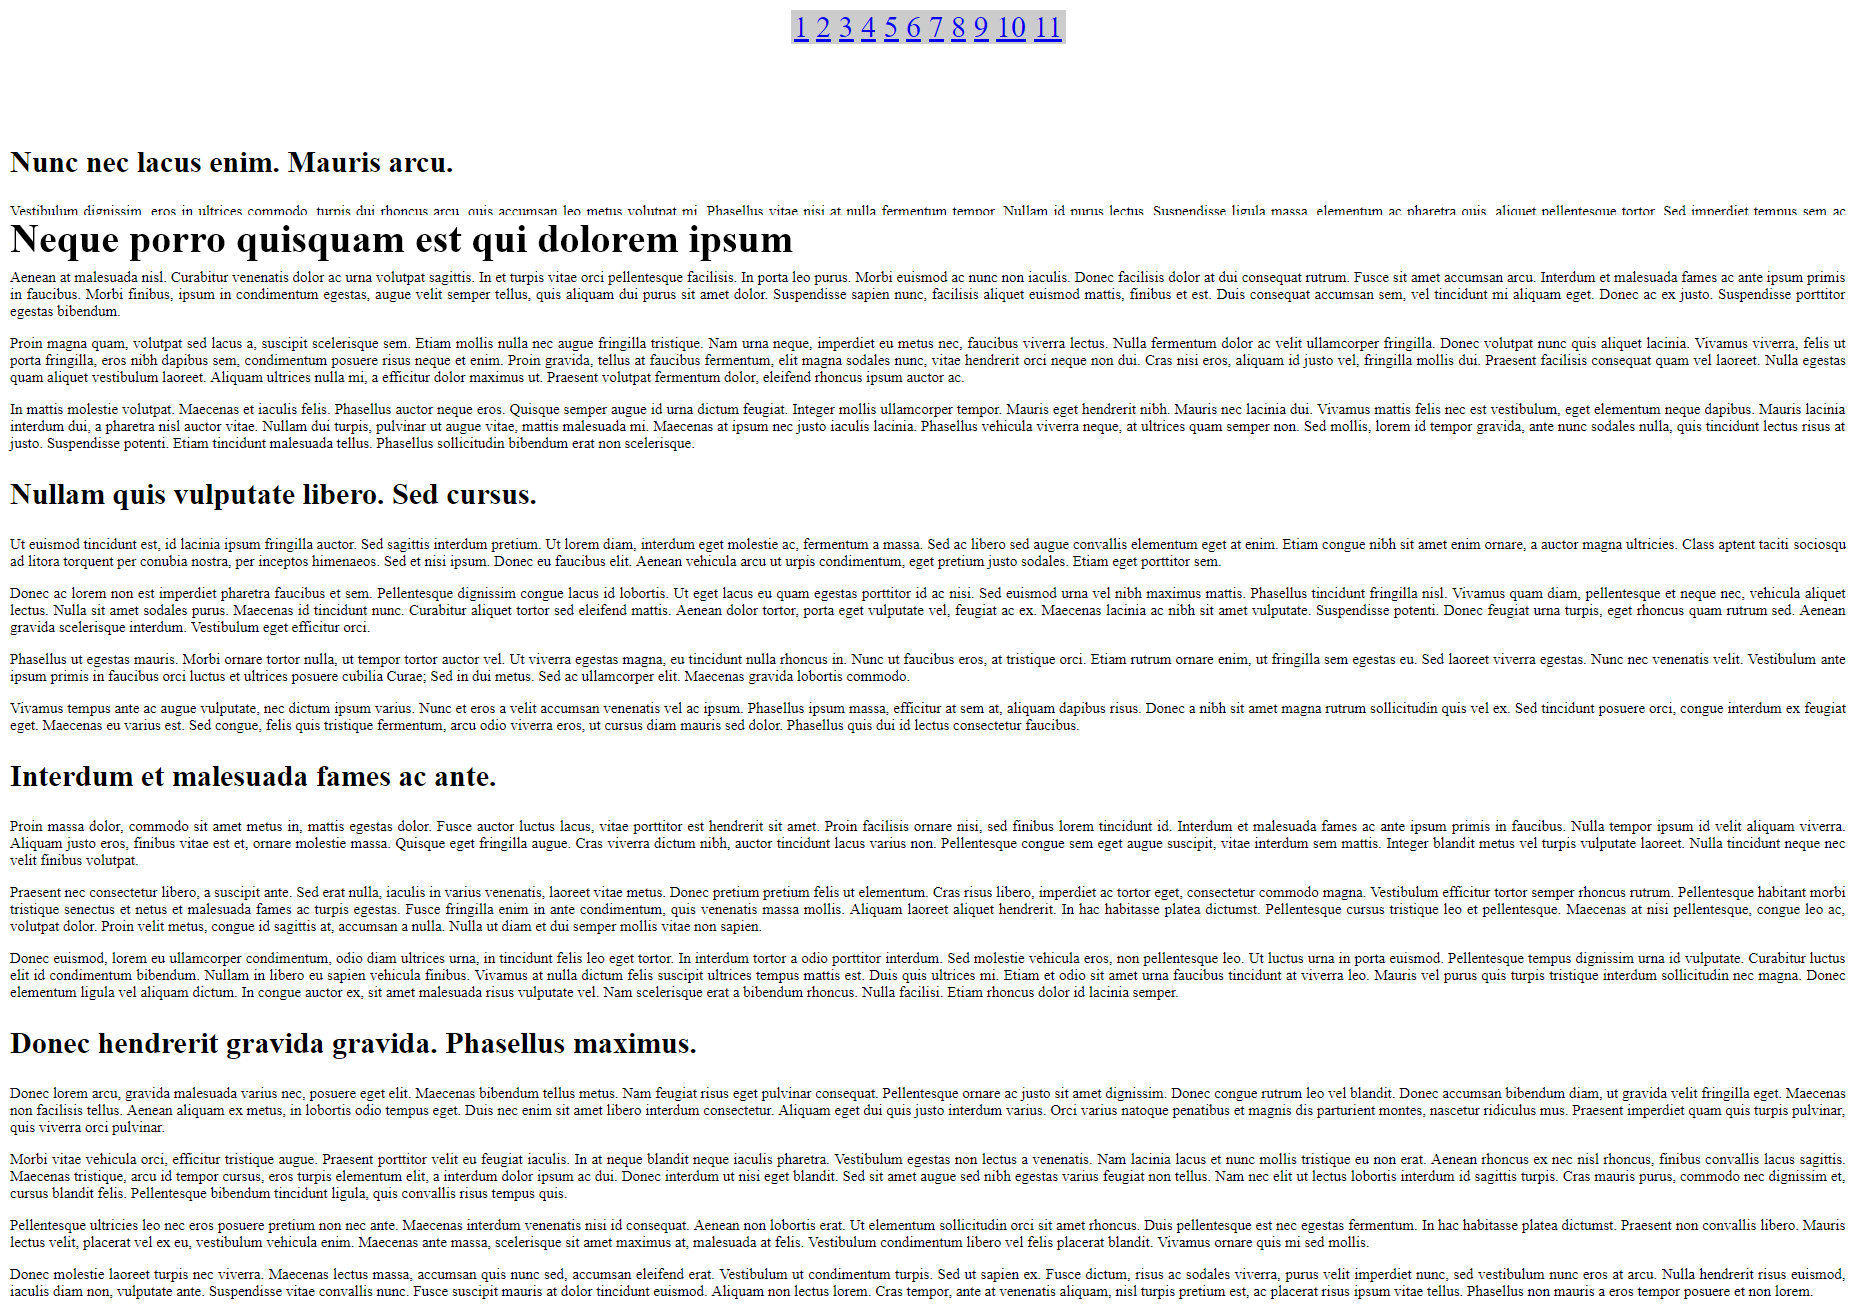 1 2 3 4 5 6 7 8 9 10 11
Nunc nec lacus enim. Mauris arcu.
Vestibulum dignissim, eros in ultrices commodo, turpis dui rhoncus arcu, quis accumsan leo metus volutpat mi. Phasellus vitae nisi at nulla fermentum tempor. Nullam id purus lectus. Suspendisse ligula massa, elementum ac pharetra quis, aliquet pellentesque tortor. Sed imperdiet tempus sem ac
Neque porro quisquam est qui dolorem ipsum
Aenean at malesuada nisl. Curabitur venenatis dolor ac urna volutpat sagittis. In et turpis vitae orci pellentesque facilisis. In porta leo purus. Morbi euismod ac nunc non iaculis. Donec facilisis dolor at dui consequat rutrum. Fusce sit amet accumsan arcu. Interdum et malesuada fames ac ante ipsum primis
in faucibus. Morbi finibus, ipsum in condimentum egestas, augue velit semper tellus, quis aliquam dui purus sit amet dolor. Suspendisse sapien nunc, facilisis aliquet euismod mattis, finibus et est. Duis consequat accumsan sem, vel tincidunt mi aliquam eget. Donec ac ex justo. Suspendisse porttitor
egestas bibendum.
Proin magna quam, volutpat sed lacus a, suscipit scelerisque sem. Etiam mollis nulla nec augue fringilla tristique. Nam urna neque, imperdiet eu metus nec, faucibus viverra lectus. Nulla fermentum dolor ac velit ullamcorper fringilla. Donec volutpat nunc quis aliquet lacinia. Vivamus viverra, felis ut
porta fringilla, eros nibh dapibus sem, condimentum posuere risus neque et enim. Proin gravida, tellus at faucibus fermentum, elit magna sodales nunc, vitae hendrerit orci neque non dui. Cras nisi eros, aliquam id justo vel, fringilla mollis dui. Praesent facilisis consequat quam vel laoreet. Nulla egestas
quam aliquet vestibulum laoreet. Aliquam ultrices nulla mi, a efficitur dolor maximus ut. Praesent volutpat fermentum dolor, eleifend rhoncus ipsum auctor ac.
In mattis molestie volutpat. Maecenas et iaculis felis. Phasellus auctor neque eros. Quisque semper augue id urna dictum feugiat. Integer mollis ullamcorper tempor. Mauris eget hendrerit nibh. Mauris nec lacinia dui. Vivamus mattis felis nec est vestibulum, eget elementum neque dapibus. Mauris lacinia
interdum dui, a pharetra nisl auctor vitae. Nullam dui turpis, pulvinar ut augue vitae, mattis malesuada mi. Maecenas at ipsum nec justo iaculis lacinia. Phasellus vehicula viverra neque, at ultrices quam semper non. Sed mollis, lorem id tempor gravida, ante nunc sodales nulla, quis tincidunt lectus risus at
justo. Suspendisse potenti. Etiam tincidunt malesuada tellus. Phasellus sollicitudin bibendum erat non scelerisque.
Nullam quis vulputate libero. Sed cursus.
Ut euismod tincidunt est, id lacinia ipsum fringilla auctor. Sed sagittis interdum pretium. Ut lorem diam, interdum eget molestie ac, fermentum a massa. Sed ac libero sed augue convallis elementum eget at enim. Etiam congue nibh sit amet enim ornare, a auctor magna ultricies. Class aptent taciti sociosqu
ad litora torquent per conubia nostra, per inceptos himenaeos. Sed et nisi ipsum. Donec eu faucibus elit. Aenean vehicula arcu ut urpis condimentum, eget pretium justo sodales. Etiam eget porttitor sem.
Donec ac lorem non est imperdiet pharetra faucibus et sem. Pellentesque dignissim congue lacus id lobortis. Ut eget lacus eu quam egestas porttitor id ac nisi. Sed euismod urna vel nibh maximus mattis. Phasellus tincidunt fringilla nisl. Vivamus quam diam, pellentesque et neque nec, vehicula aliquet
lectus. Nulla sit amet sodales purus. Maecenas id tincidunt nunc. Curabitur aliquet tortor sed eleifend mattis. Aenean dolor tortor, porta eget vulputate vel, feugiat ac ex. Maecenas lacinia ac nibh sit amet vulputate. Suspendisse potenti. Donec feugiat urna turpis, eget rhoncus quam rutrum sed. Aenean
gravida scelerisque interdum. Vestibulum eget efficitur orci.
Phasellus ut egestas mauris. Morbi ornare tortor nulla, ut tempor tortor auctor vel. Ut viverra egestas magna, eu tincidunt nulla rhoncus in. Nunc ut faucibus eros, at tristique orci. Etiam rutrum ornare enim, ut fringilla sem egestas eu. Sed laoreet viverra egestas. Nunc nec venenatis velit. Vestibulum ante
ipsum primis in faucibus orci luctus et ultrices posuere cubilia Curae; Sed in dui metus. Sed ac ullamcorper elit. Maecenas gravida lobortis commodo.
Vivamus tempus ante ac augue vulputate, nec dictum ipsum varius. Nunc et eros a velit accumsan venenatis vel ac ipsum. Phasellus ipsum massa, efficitur at sem at, aliquam dapibus risus. Donec a nibh sit amet magna rutrum sollicitudin quis vel ex. Sed tincidunt posuere orci, congue interdum ex feugiat
eget. Maecenas eu varius est. Sed congue, felis quis tristique fermentum, arcu odio viverra eros, ut cursus diam mauris sed dolor. Phasellus quis dui id lectus consectetur faucibus.
Interdum et malesuada fames ac ante.
Proin massa dolor, commodo sit amet metus in, mattis egestas dolor. Fusce auctor luctus lacus, vitae porttitor est hendrerit sit amet. Proin facilisis ornare nisi, sed finibus lorem tincidunt id. Interdum et malesuada fames ac ante ipsum primis in faucibus. Nulla tempor ipsum id velit aliquam viverra.
Aliquam justo eros, finibus vitae est et, ornare molestie massa. Quisque eget fringilla augue. Cras viverra dictum nibh, auctor tincidunt lacus varius non. Pellentesque congue sem eget augue suscipit, vitae interdum sem mattis. Integer blandit metus vel turpis vulputate laoreet. Nulla tincidunt neque nec
velit finibus volutpat.
Praesent nec consectetur libero, a suscipit ante. Sed erat nulla, iaculis in varius venenatis, laoreet vitae metus. Donec pretium pretium felis ut elementum. Cras risus libero, imperdiet ac tortor eget, consectetur commodo magna. Vestibulum efficitur tortor semper rhoncus rutrum. Pellentesque habitant morbi
tristique senectus et netus et malesuada fames ac turpis egestas. Fusce fringilla enim in ante condimentum, quis venenatis massa mollis. Aliquam laoreet aliquet hendrerit. In hac habitasse platea dictumst. Pellentesque cursus tristique leo et pellentesque. Maecenas at nisi pellentesque, congue leo ac,
volutpat dolor. Proin velit metus, congue id sagittis at, accumsan a nulla. Nulla ut diam et dui semper mollis vitae non sapien.
Donec euismod, lorem eu ullamcorper condimentum, odio diam ultrices urna, in tincidunt felis leo eget tortor. In interdum tortor a odio porttitor interdum. Sed molestie vehicula eros, non pellentesque leo. Ut luctus urna in porta euismod. Pellentesque tempus dignissim urna id vulputate. Curabitur luctus
elit id condimentum bibendum. Nullam in libero eu sapien vehicula finibus. Vivamus at nulla dictum felis suscipit ultrices tempus mattis est. Duis quis ultrices mi. Etiam et odio sit amet urna faucibus tincidunt at viverra leo. Mauris vel purus quis turpis tristique interdum sollicitudin nec magna. Donec
elementum ligula vel aliquam dictum. In congue auctor ex, sit amet malesuada risus vulputate vel. Nam scelerisque erat a bibendum rhoncus. Nulla facilisi. Etiam rhoncus dolor id lacinia semper.
Donec hendrerit gravida gravida. Phasellus maximus.
Donec lorem arcu, gravida malesuada varius nec, posuere eget elit. Maecenas bibendum tellus metus. Nam feugiat risus eget pulvinar consequat. Pellentesque ornare ac justo sit amet dignissim. Donec congue rutrum leo vel blandit. Donec accumsan bibendum diam, ut gravida velit fringilla eget. Maecenas
non facilisis tellus. Aenean aliquam ex metus, in lobortis odio tempus eget. Duis nec enim sit amet libero interdum consectetur. Aliquam eget dui quis justo interdum varius. Orci varius natoque penatibus et magnis dis parturient montes, nascetur ridiculus mus. Praesent imperdiet quam quis turpis pulvinar,
quis viverra orci pulvinar.
Morbi vitae vehicula orci, efficitur tristique augue. Praesent porttitor velit eu feugiat iaculis. In at neque blandit neque iaculis pharetra. Vestibulum egestas non lectus a venenatis. Nam lacinia lacus et nunc mollis tristique eu non erat. Aenean rhoncus ex nec nisl rhoncus, finibus convallis lacus sagittis.
Maecenas tristique, arcu id tempor cursus, eros turpis elementum elit, a interdum dolor ipsum ac dui. Donec interdum ut nisi eget blandit. Sed sit amet augue sed nibh egestas varius feugiat non tellus. Nam nec elit ut lectus lobortis interdum id sagittis turpis. Cras mauris purus, commodo nec dignissim et,
cursus blandit felis. Pellentesque bibendum tincidunt ligula, quis convallis risus tempus quis.
Pellentesque ultricies leo nec eros posuere pretium non nec ante. Maecenas interdum venenatis nisi id consequat. Aenean non lobortis erat. Ut elementum sollicitudin orci sit amet rhoncus. Duis pellentesque est nec egestas fermentum. In hac habitasse platea dictumst. Praesent non convallis libero. Mauris
lectus velit, placerat vel ex eu, vestibulum vehicula enim. Maecenas ante massa, scelerisque sit amet maximus at, malesuada at felis. Vestibulum condimentum libero vel felis placerat blandit. Vivamus ornare quis mi sed mollis.
Donec molestie laoreet turpis nec viverra. Maecenas lectus massa, accumsan quis nunc sed, accumsan eleifend erat. Vestibulum ut condimentum turpis. Sed ut sapien ex. Fusce dictum, risus ac sodales viverra, purus velit imperdiet nunc, sed vestibulum nunc eros at arcu. Nulla hendrerit risus euismod,
iaculis diam non, vulputate ante. Suspendisse vitae convallis nunc. Fusce suscipit mauris at dolor tincidunt euismod. Aliquam non lectus lorem. Cras tempor, ante at venenatis aliquam, nisl turpis pretium est, ac placerat risus ipsum vitae tellus. Phasellus non mauris a eros tempor posuere et non lorem.